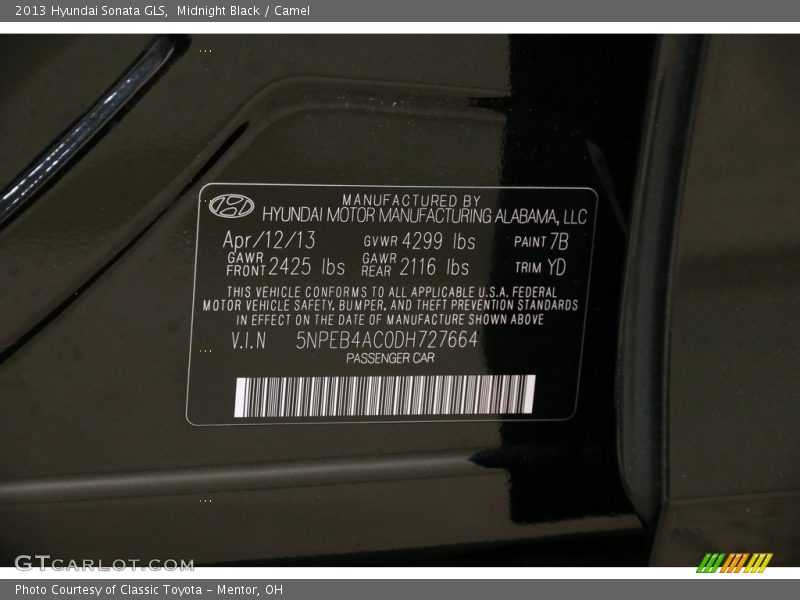 2013 Hyundai Sonata GLS, Midnight Black / Camel
MANUFACTURED BY
HYUNDAI MOTOR MANUFACTURING ALABAMA, LLC
Apr/12/13 GVWR 4299 lbs PAINT 7B
GAWR FRONT 2425 lbs GAWR REAR 2116 lbs TRIM YD
THIS VEHICLE CONFORMS TO ALL APPLICABLE U.S.A. FEDERAL
MOTOR VEHICLE SAFETY, BUMPER, AND THEFT PREVENTION STANDARDS
IN EFFECT ON THE DATE OF MANUFACTURE SHOWN ABOVE
V.I.N 5NPEB4AC0DH727664
PASSENGER CAR
GTCARLOT.COM
Photo Courtesy of Classic Toyota - Mentor, OH